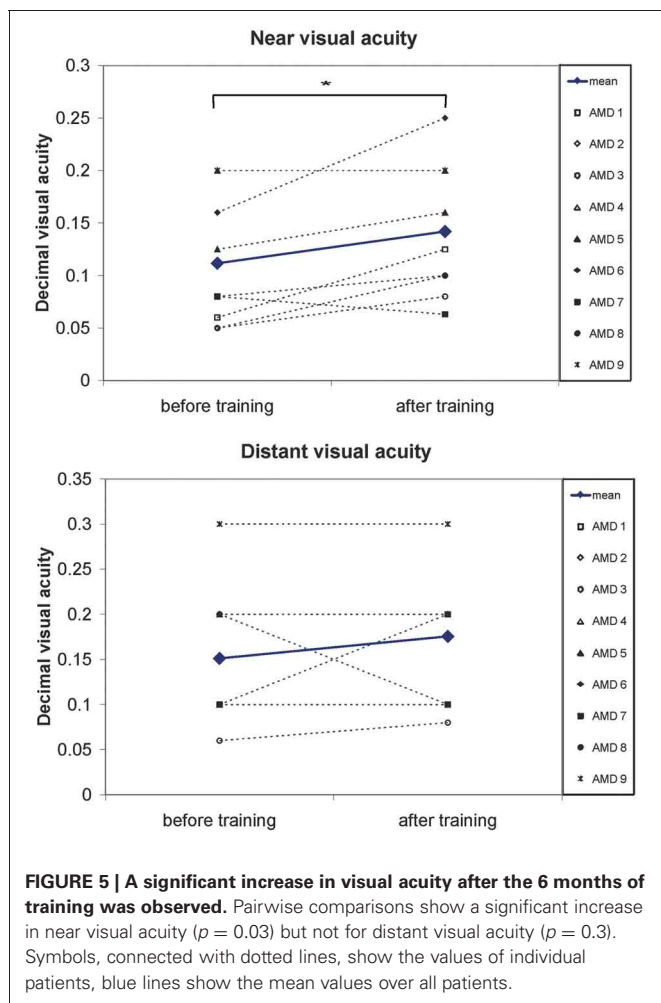 Near visual acuity
0.3
0.25
0.2
0.15
0.1
0.05
0
Decimal visual acuity
*
before training
after training
mean
AMD 1
AMD 2
AMD 3
AMD 4
AMD 5
AMD 6
AMD 7
AMD 8
AMD 9
Distant visual acuity
0.35
0.3
0.25
0.2
0.15
0.1
0.05
0
Decimal visual acuity
before training
after training
mean
AMD 1
AMD 2
AMD 3
AMD 4
AMD 5
AMD 6
AMD 7
AMD 8
AMD 9
FIGURE 5 | A significant increase in visual acuity after the 6 months of
training was observed. Pairwise comparisons show a significant increase
in near visual acuity (p = 0.03) but not for distant visual acuity (p = 0.3).
Symbols, connected with dotted lines, show the values of individual
patients, blue lines show the mean values over all patients.